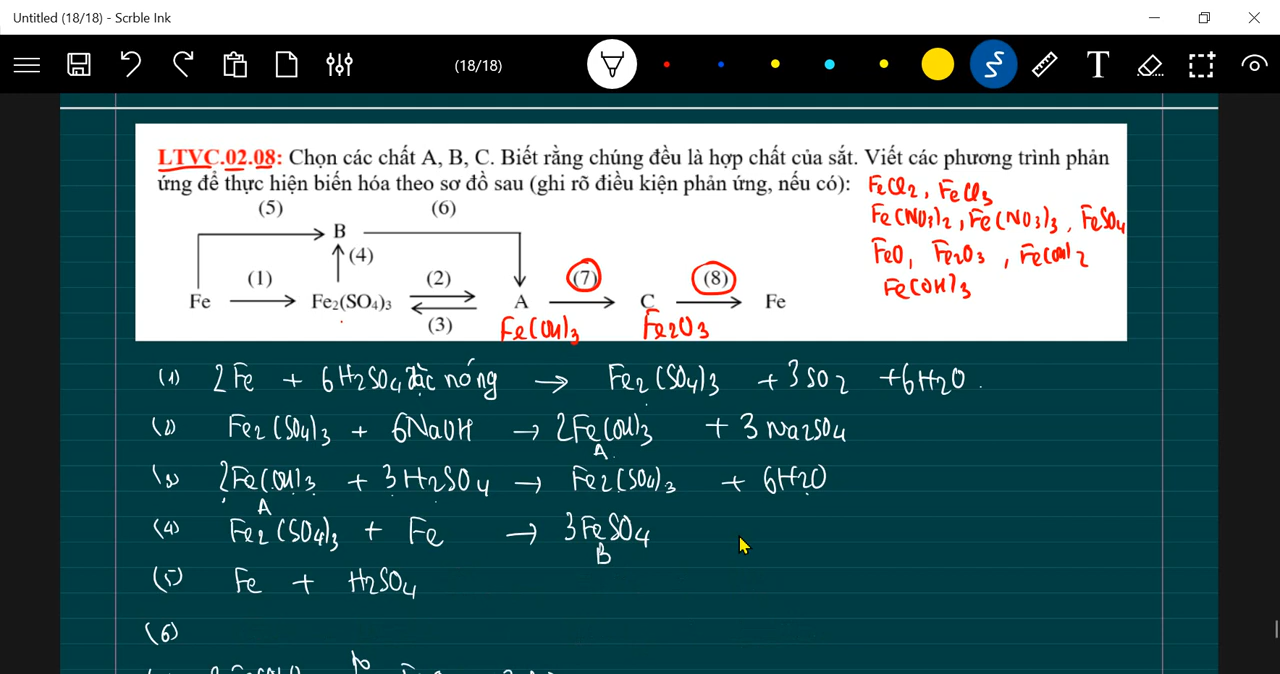 Untitled (18/18) - Scrble Ink
(18/18)
T
LTVC.02.08: Chọn các chất A, B, C. Biết rằng chúng đều là hợp chất của sắt. Viết các phương trình phản
ứng để thực hiện biến hóa theo sơ đồ sau (ghi rõ điều kiện phản ứng, nếu có):
FeCl2, FeCl3
Fe(NO3)2, Fe(NO3)3, FeSO4
FeO, Fe2O3, Fe(OH)2
Fe(OH)3
(5) (6)
B
(4)
(1) (2) (7) (8)
Fe → Fe2(SO4)3 ⇄ A → C → Fe
(3)
Fe(OH)3 Fe2O3
(1) 2Fe + 6H2SO4 đặc nóng → Fe2(SO4)3 + 3SO2 + 6H2O.
(2) Fe2(SO4)3 + 6NaOH → 2Fe(OH)3 + 3Na2SO4
A
(3) 2Fe(OH)3 + 3H2SO4 → Fe2(SO4)3 + 6H2O
A
(4) Fe2(SO4)3 + Fe → 3FeSO4
B
(5) Fe + H2SO4
(6)